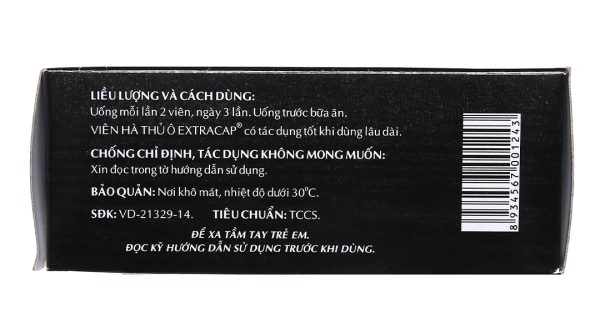 LIỀU LƯỢNG VÀ CÁCH DÙNG:
Uống mỗi lần 2 viên, ngày 3 lần. Uống trước bữa ăn.
VIÊN HÀ THỦ Ô EXTRACAP® có tác dụng tốt khi dùng lâu dài.
CHỐNG CHỈ ĐỊNH, TÁC DỤNG KHÔNG MONG MUỐN:
Xin đọc trong tờ hướng dẫn sử dụng.
BẢO QUẢN: Nơi khô mát, nhiệt độ dưới 30°C.
SĐK: VD-21329-14. TIÊU CHUẨN: TCCS.
ĐỂ XA TẦM TAY TRẺ EM.
ĐỌC KỸ HƯỚNG DẪN SỬ DỤNG TRƯỚC KHI DÙNG.
8 934567 001243